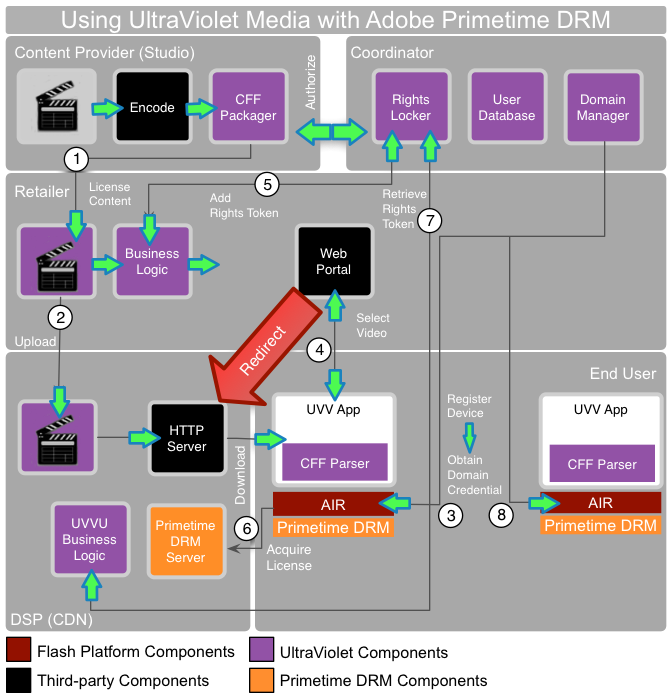 Using UltraViolet Media with Adobe Primetime DRM
Content Provider (Studio)
Encode
CFF
Packager
Authorize
Coordinator
Rights
Locker
User
Database
Domain
Manager
1
License
Content
Retailer
5
Add
Rights Token
Retrieve
Rights
Token
7
Business
Logic
Web
Portal
2
Upload
Redirect
4
Select
Video
End User
HTTP
Server
Download
UVV App
CFF Parser
AIR
Primetime DRM
Register
Device
Obtain
Domain
Credential
3
8
UVV App
CFF Parser
AIR
Primetime DRM
UVVU
Business
Logic
Primetime
DRM
Server
6
Acquire
License
DSP (CDN)
Flash Platform Components
UltraViolet Components
Third-party Components
Primetime DRM Components